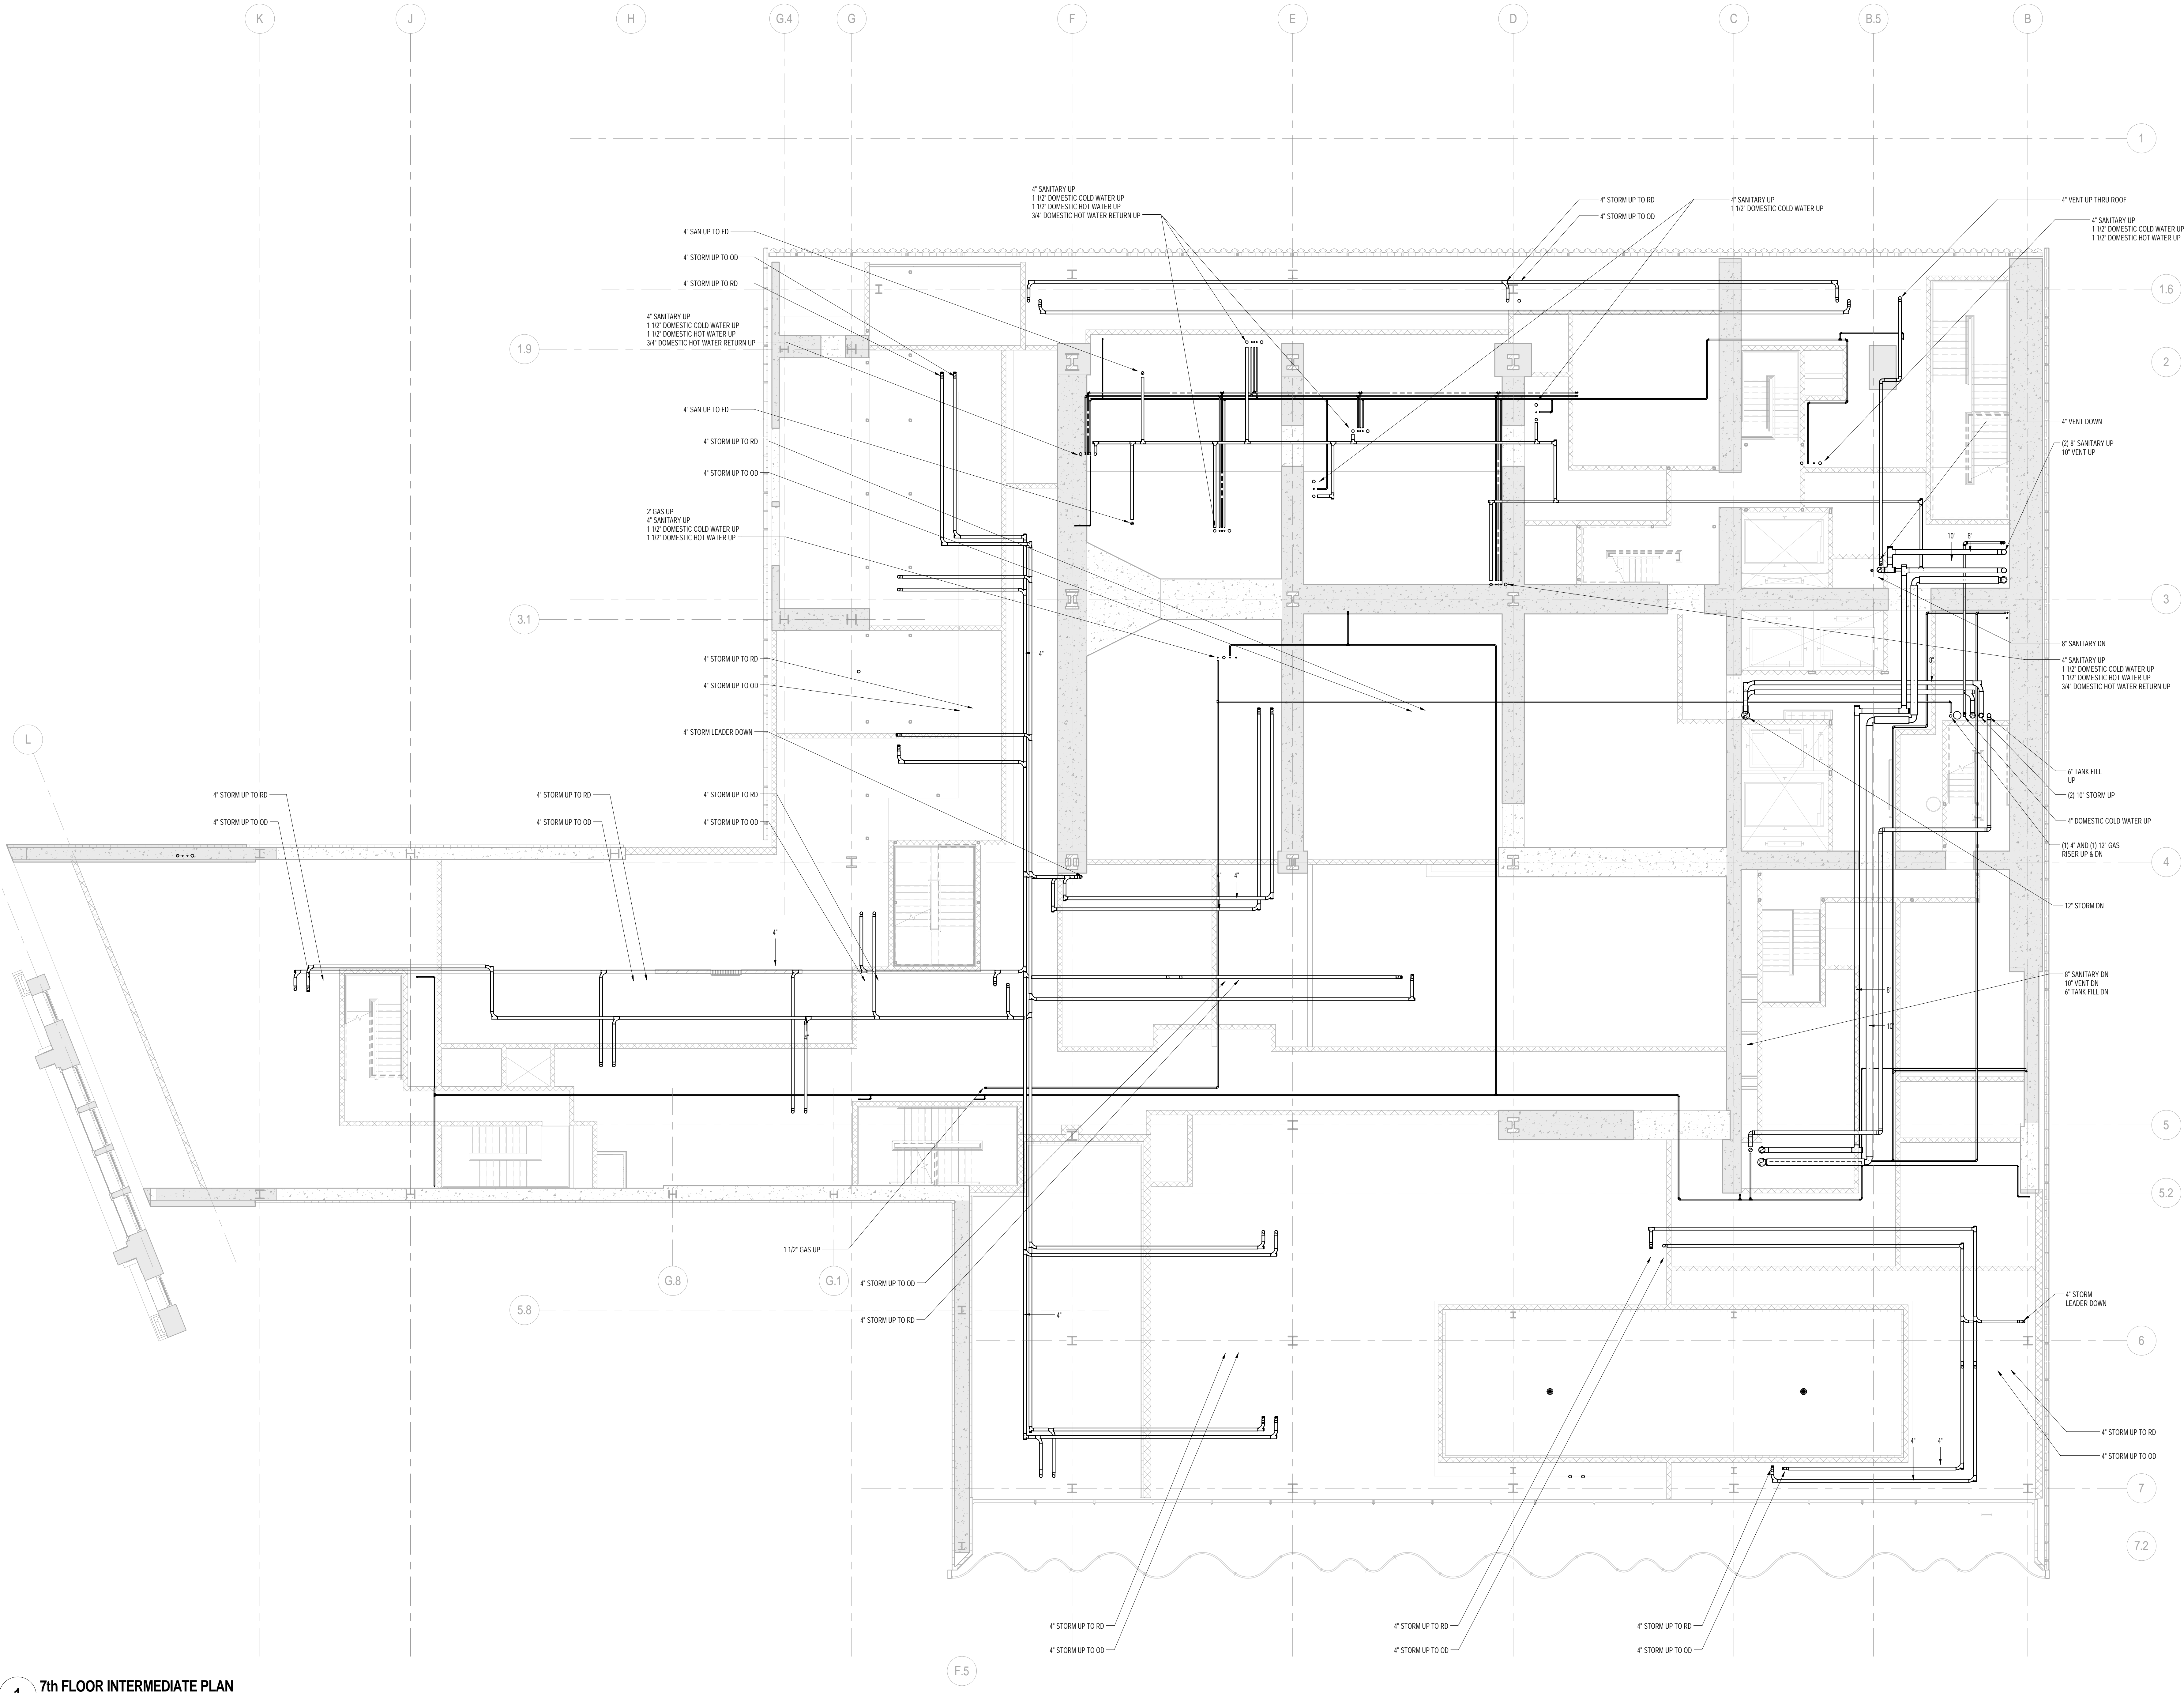 K
J
H
G.4
G
F
E
D
C
B.5
B
1
1.6
2
3
4
5
5.2
6
7
7.2
1.9
3.1
L
G.8
G.1
5.8
F.5
4" SANITARY UP
1 1/2" DOMESTIC COLD WATER UP
1 1/2" DOMESTIC HOT WATER UP
3/4" DOMESTIC HOT WATER RETURN UP
4" STORM UP TO RD
4" STORM UP TO OD
4" SANITARY UP
1 1/2" DOMESTIC COLD WATER UP
4" VENT UP THRU ROOF
4" SANITARY UP
1 1/2" DOMESTIC COLD WATER UP
1 1/2" DOMESTIC HOT WATER UP
4" SAN UP TO FD
4" STORM UP TO OD
4" STORM UP TO RD
4" SANITARY UP
1 1/2" DOMESTIC COLD WATER UP
1 1/2" DOMESTIC HOT WATER UP
3/4" DOMESTIC HOT WATER RETURN UP
4" SAN UP TO FD
4" STORM UP TO RD
4" STORM UP TO OD
2' GAS UP
4" SANITARY UP
1 1/2" DOMESTIC COLD WATER UP
1 1/2" DOMESTIC HOT WATER UP
4" VENT DOWN
(2) 8" SANITARY UP
10" VENT UP
10"
8"
8" SANITARY DN
4" SANITARY UP
1 1/2" DOMESTIC COLD WATER UP
1 1/2" DOMESTIC HOT WATER UP
3/4" DOMESTIC HOT WATER RETURN UP
4"
8"
4" STORM UP TO RD
4" STORM UP TO OD
4" STORM LEADER DOWN
6" TANK FILL
UP
(2) 10" STORM UP
4" DOMESTIC COLD WATER UP
(1) 4" AND (1) 12" GAS
RISER UP & DN
12" STORM DN
4" STORM UP TO RD
4" STORM UP TO OD
4" STORM UP TO RD
4" STORM UP TO OD
4" STORM UP TO RD
4" STORM UP TO OD
4"
4"
4"
4"
8" SANITARY DN
10" VENT DN
6" TANK FILL DN
8"
10"
1 1/2" GAS UP
4" STORM UP TO OD
4" STORM UP TO RD
4"
4" STORM
LEADER DOWN
4"
4"
4" STORM UP TO RD
4" STORM UP TO OD
4" STORM UP TO RD
4" STORM UP TO OD
4" STORM UP TO RD
4" STORM UP TO OD
4" STORM UP TO RD
4" STORM UP TO OD
7th FLOOR INTERMEDIATE PLAN